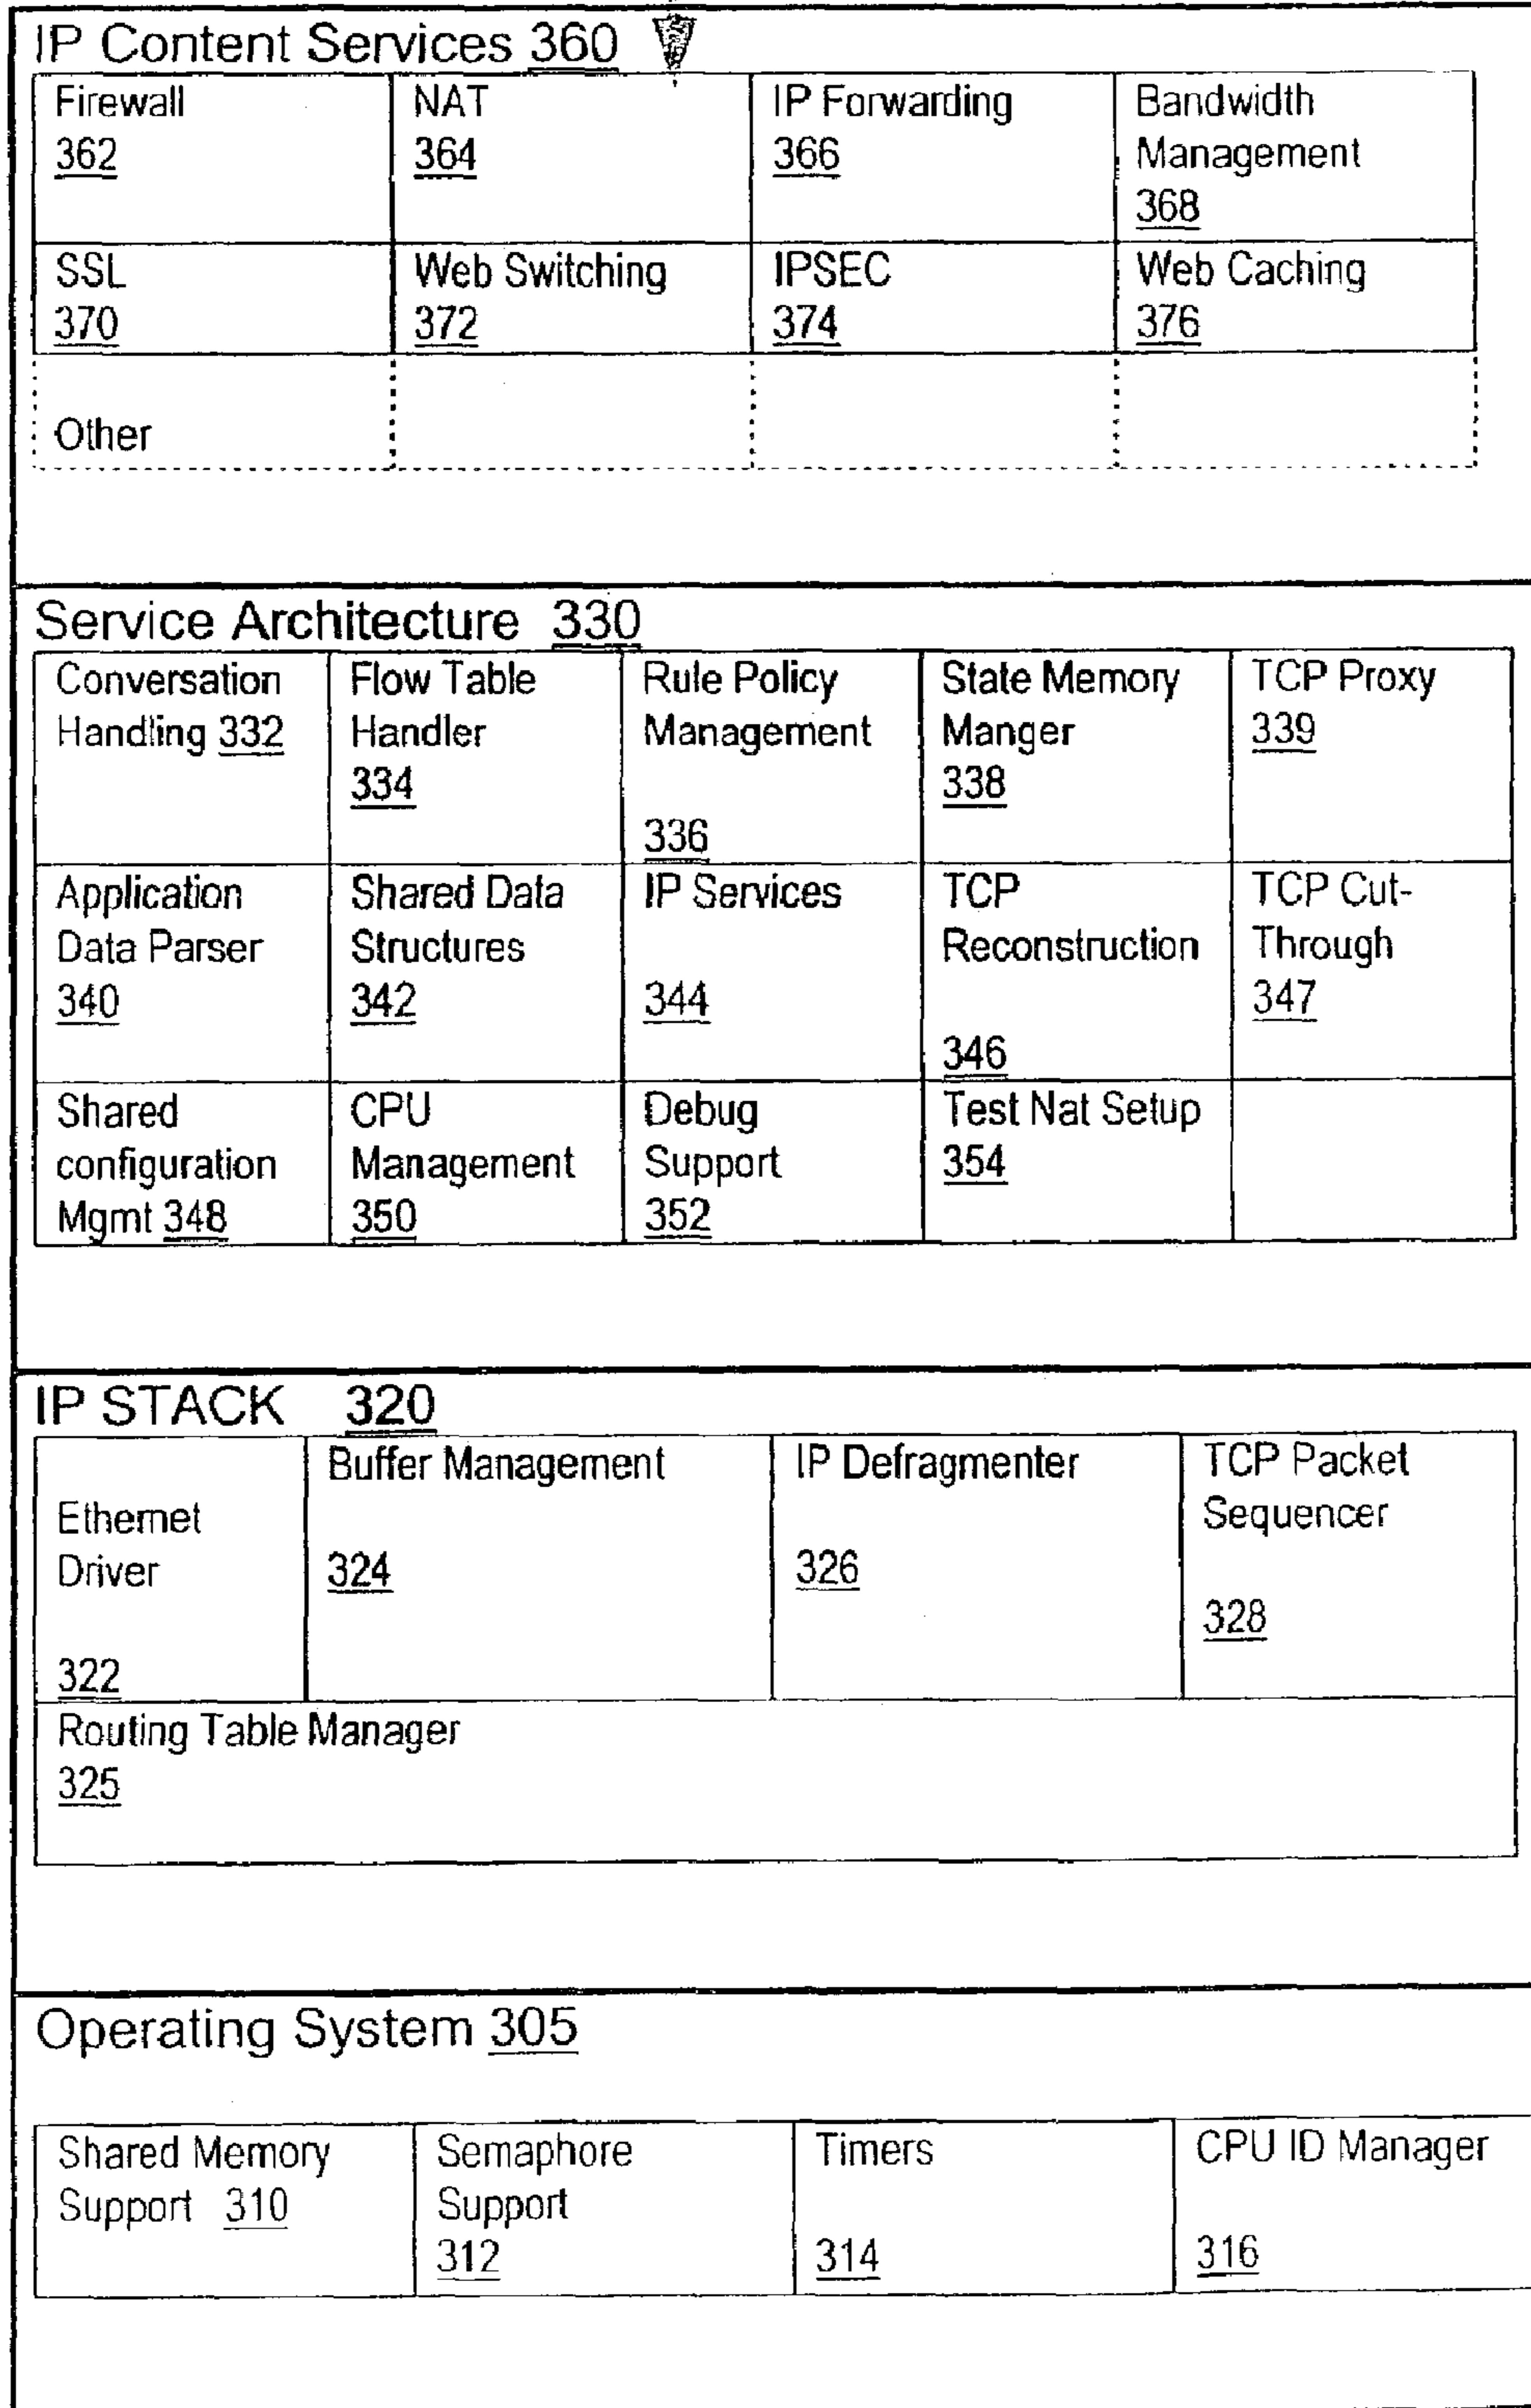 IP Content Services 360
Firewall
362
NAT
364
IP Forwarding
366
Bandwidth
Management
368
SSL
370
Web Switching
372
IPSEC
374
Web Caching
376
Other
Service Architecture 330
Conversation
Handling 332
Flow Table
Handler
334
Rule Policy
Management
336
State Memory
Manger
338
TCP Proxy
339
Application
Data Parser
340
Shared Data
Structures
342
IP Services
344
TCP
Reconstruction
346
TCP Cut-
Through
347
Shared
configuration
Mgmt 348
CPU
Management
350
Debug
Support
352
Test Nat Setup
354
IP STACK 320
Ethernet
Driver
322
Buffer Management
324
IP Defragmenter
326
TCP Packet
Sequencer
328
Routing Table Manager
325
Operating System 305
Shared Memory
Support 310
Semaphore
Support
312
Timers
314
CPU ID Manager
316